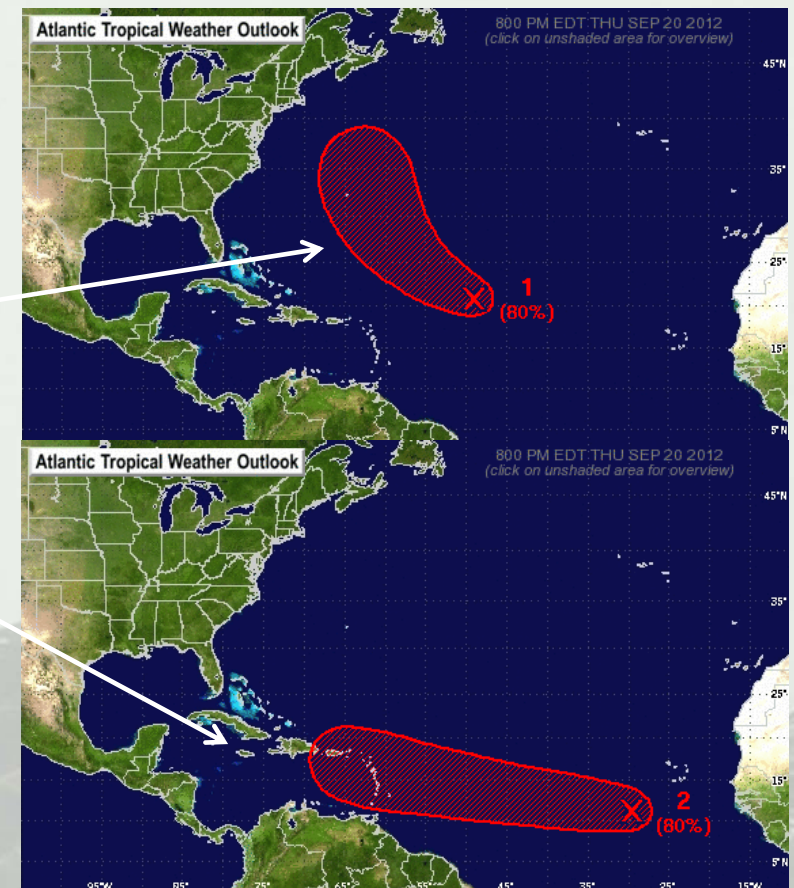 Atlantic Tropical Weather Outlook
800 PM EDT THU SEP 20 2012
(click on unshaded area for overview)
45°N
35°
25°
15°
5°N
1
(80%)
Atlantic Tropical Weather Outlook
800 PM EDT THU SEP 20 2012
(click on unshaded area for overview)
45°N
35°
25°
15°
5°N
2
(80%)
95°W 85° 75° 65° 55° 45° 35° 25° 15°W